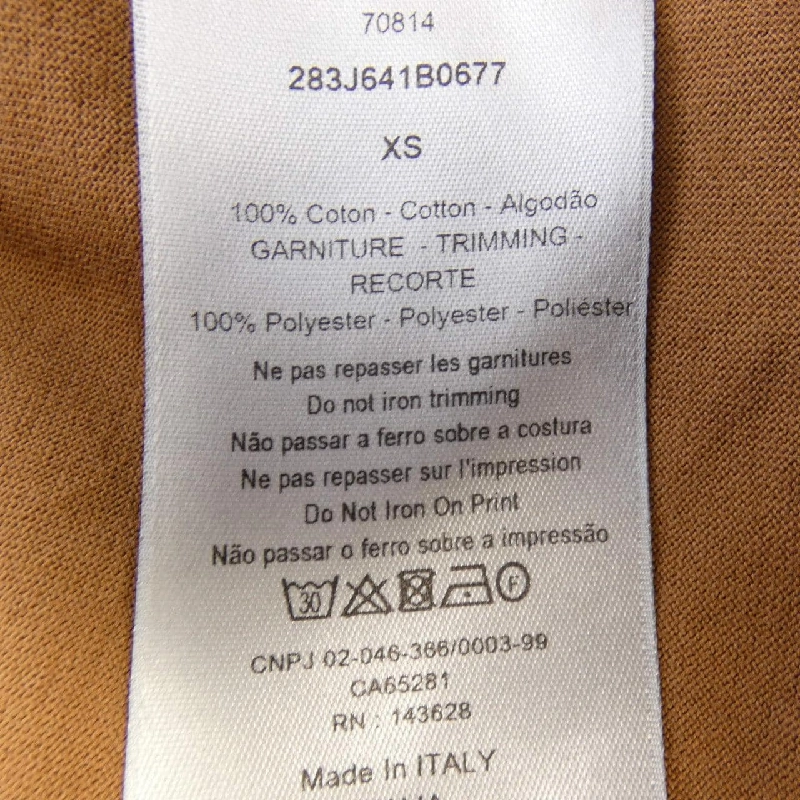 70814
283J641B0677
XS
100% Coton - Cotton - Algodão
GARNITURE - TRIMMING -
RECORTE
100% Polyester - Polyester - Poliéster
Ne pas repasser les garnitures
Do not iron trimming
Não passar a ferro sobre a costura
Ne pas repasser sur l'impression
Do Not Iron On Print
Não passar o ferro sobre a impressão
30 F
CNPJ 02-046-366/0003-99
CA65281
RN : 143628
Made In ITALY